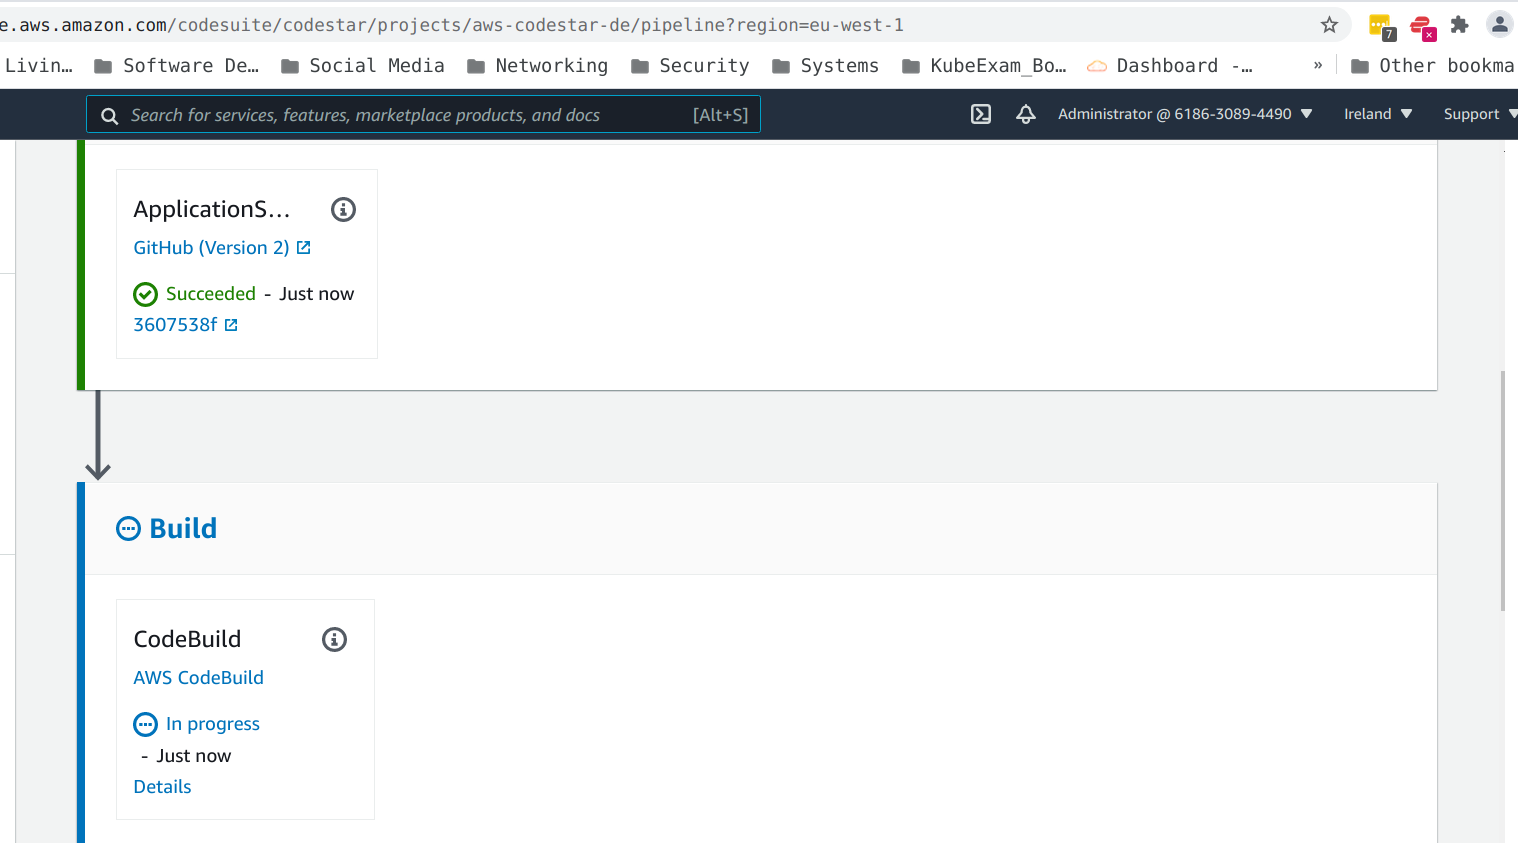 e.aws.amazon.com/codesuite/codestar/projects/aws-codestar-de/pipeline?region=eu-west-1
7
Livin… Software De… Social Media Networking Security Systems KubeExam_Bo… Dashboard -… » Other bookma
Search for services, features, marketplace products, and docs [Alt+S] Administrator @ 6186-3089-4490 Ireland Support
ApplicationS…
GitHub (Version 2)
Succeeded - Just now
3607538f
Build
CodeBuild
AWS CodeBuild
In progress
- Just now
Details